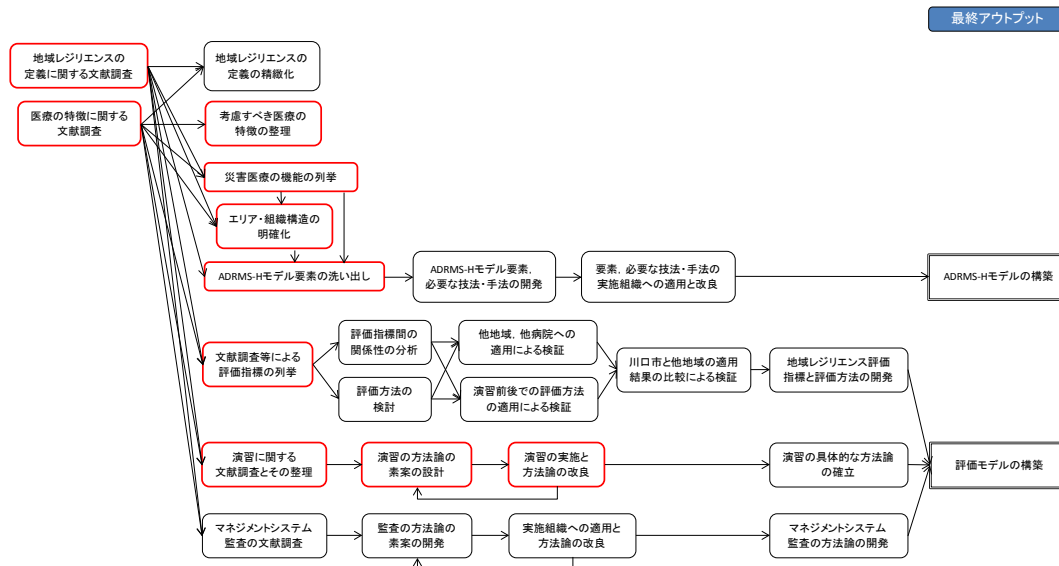 最終アウトプット
地域レジリエンスの
定義に関する文献調査
地域レジリエンスの
定義の精緻化
医療の特徴に関する
文献調査
考慮すべき医療の
特徴の整理
災害医療の機能の列挙
エリア・組織構造の
明確化
ADRMS-Hモデル要素の洗い出し
ADRMS-Hモデル要素，
必要な技法・手法の開発
要素，必要な技法・手法の
実施組織への適用と改良
ADRMS-Hモデルの構築
文献調査等による
評価指標の列挙
評価指標間の
関係性の分析
評価方法の
検討
他地域，他病院への
適用による検証
演習前後での評価方法
の適用による検証
川口市と他地域の適用
結果の比較による検証
地域レジリエンス評価
指標と評価方法の開発
演習に関する
文献調査とその整理
演習の方法論の
素案の設計
演習の実施と
方法論の改良
演習の具体的な方法論
の確立
評価モデルの構築
マネジメントシステム
監査の文献調査
監査の方法論の
素案の開発
実施組織への適用と
方法論の改良
マネジメントシステム
監査の方法論の開発